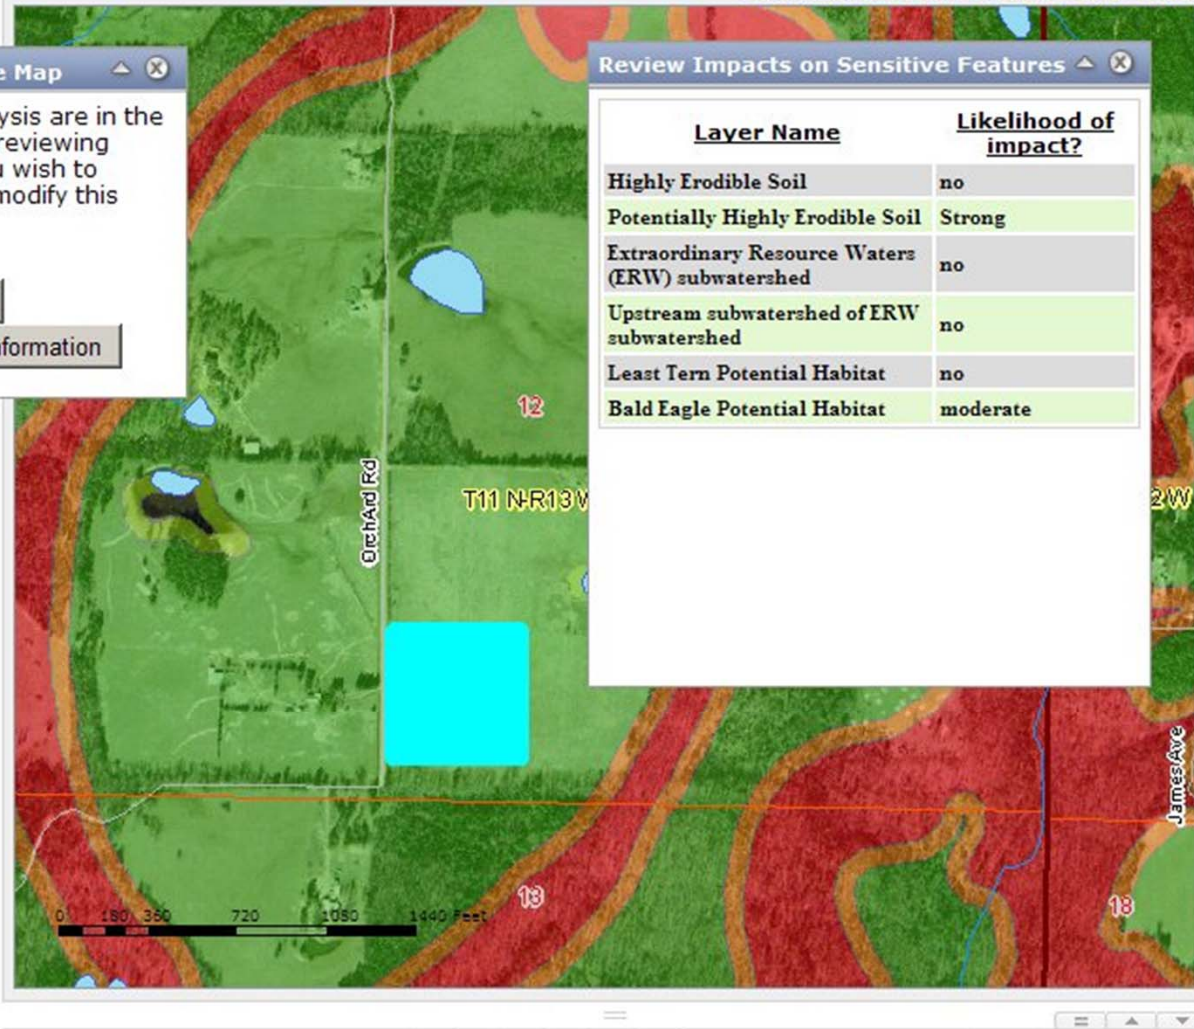 e Map
ysis are in the
reviewing
u wish to
modify this
nformation
Review Impacts on Sensitive Features
Layer Name
Likelihood of
impact?
Highly Erodible Soil
no
Potentially Highly Erodible Soil
Strong
Extraordinary Resource Waters
(ERW) subwatershed
no
Upstream subwatershed of ERW
subwatershed
no
Least Tern Potential Habitat
no
Bald Eagle Potential Habitat
moderate
12
OrchArd Rd
T11 N-R13 W
2 W
James Ave
13
18
0 180 360 720 1080 1440 Feet